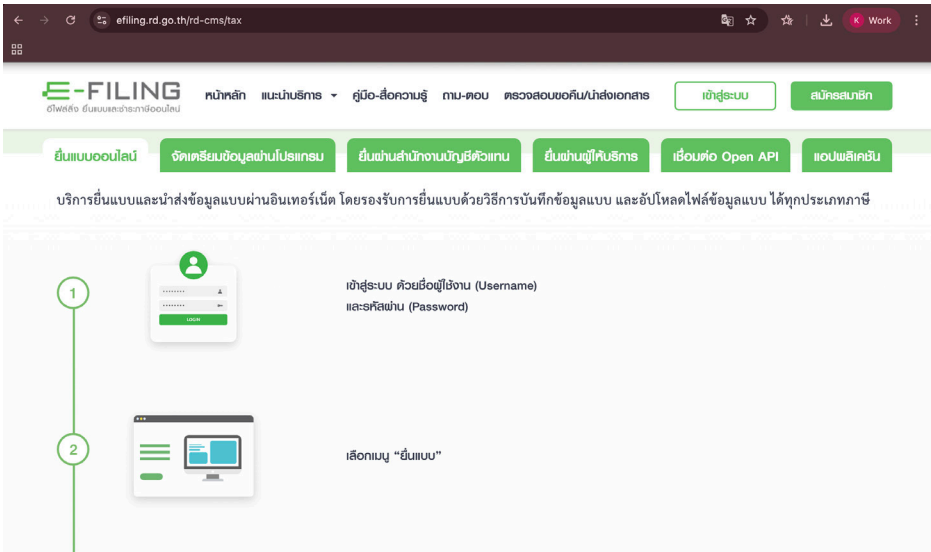 efiling.rd.go.th/rd-cms/tax
K Work
E-FILING
อีไฟล์ลิ่ง ยื่นแบบและชำระภาษีออนไลน์
หน้าหลัก แนะนำบริการ คู่มือ-สื่อความรู้ ถาม-ตอบ ตรวจสอบขอคืน/นำส่งเอกสาร เข้าสู่ระบบ สมัครสมาชิก
ยื่นแบบออนไลน์ จัดเตรียมข้อมูลผ่านโปรแกรม ยื่นผ่านสำนักงานบัญชีตัวแทน ยื่นผ่านผู้ให้บริการ เชื่อมต่อ Open API แอปพลิเคชัน
บริการยื่นแบบและนำส่งข้อมูลแบบผ่านอินเทอร์เน็ต โดยรองรับการยื่นแบบด้วยวิธีการบันทึกข้อมูลแบบ และอัปโหลดไฟล์ข้อมูลแบบ ได้ทุกประเภทภาษี
1
LOGIN
เข้าสู่ระบบ ด้วยชื่อผู้ใช้งาน (Username)
และรหัสผ่าน (Password)
2
เลือกเมนู “ยื่นแบบ”